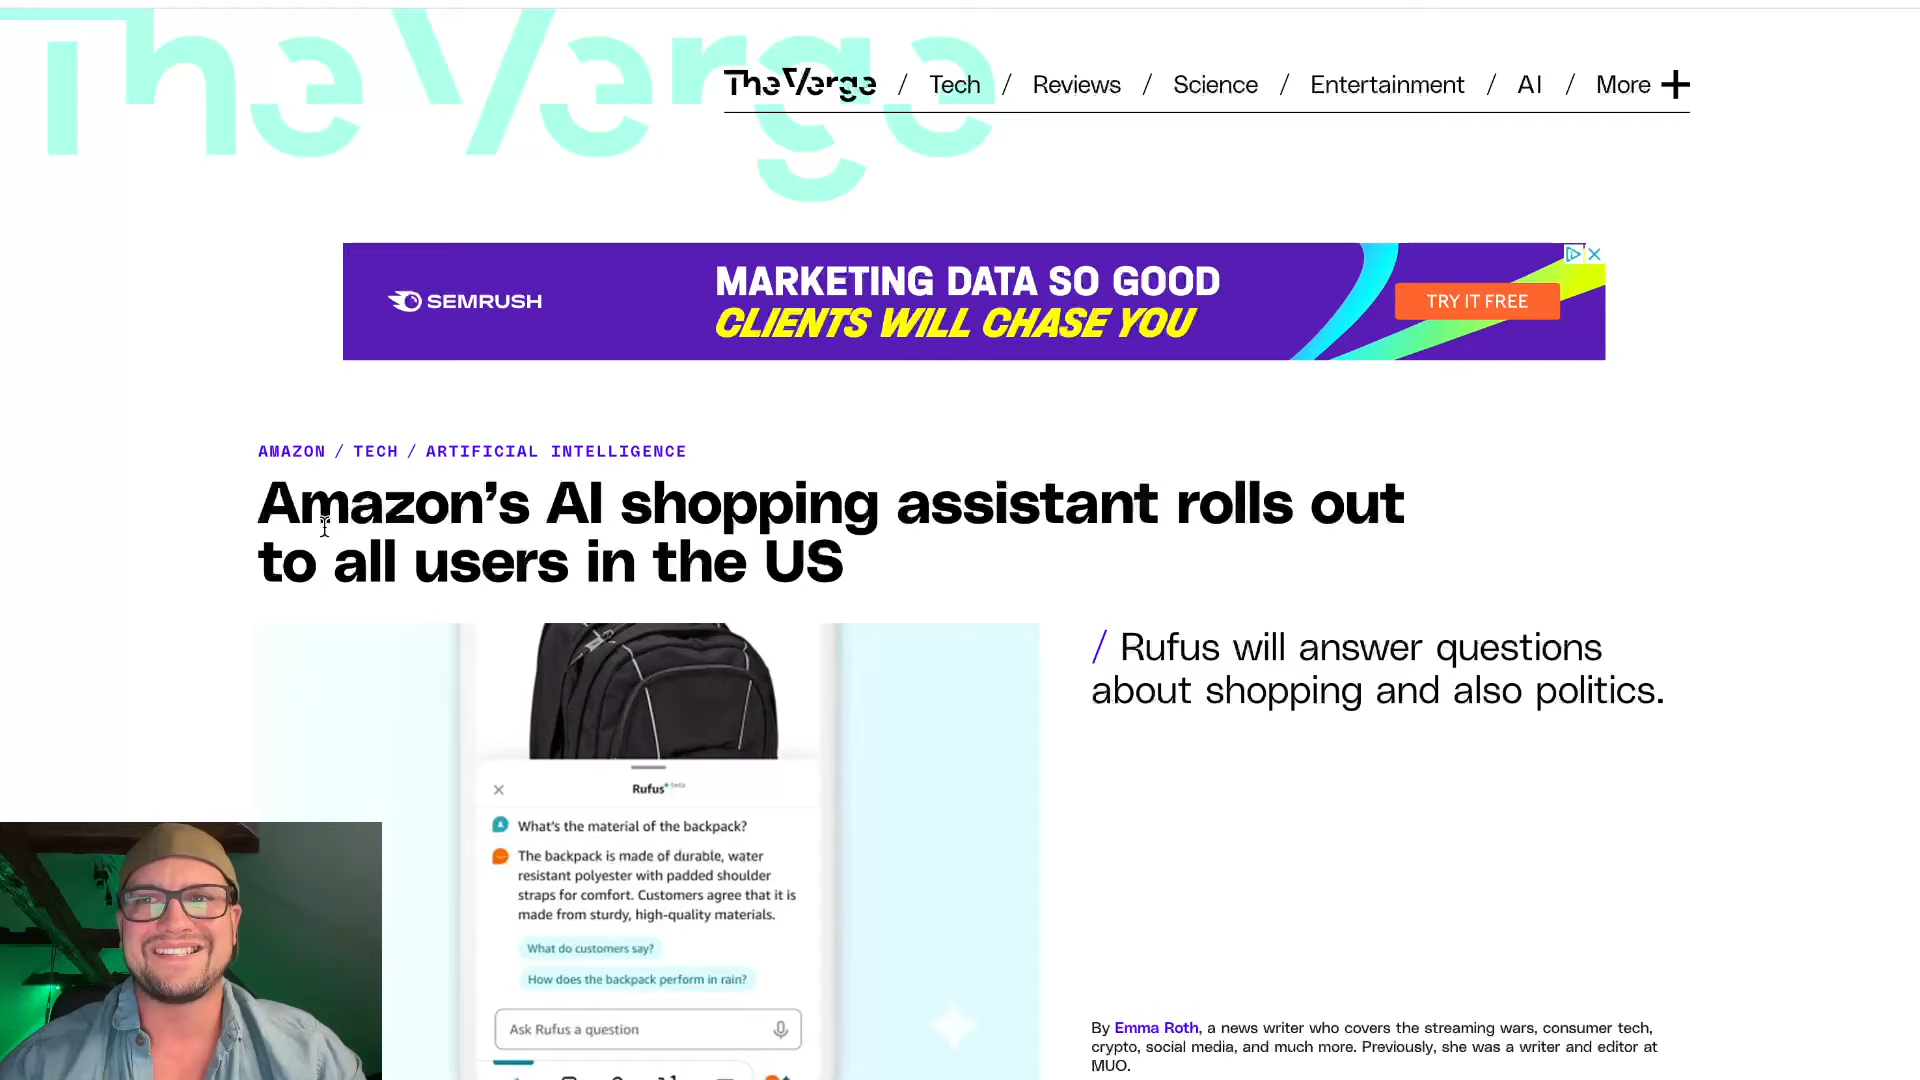 The Verge
The Verge / Tech / Reviews / Science / Entertainment / AI / More
SEMRUSH
MARKETING DATA SO GOOD
CLIENTS WILL CHASE YOU
TRY IT FREE
AMAZON / TECH / ARTIFICIAL INTELLIGENCE
Amazon’s AI shopping assistant rolls out
to all users in the US
/ Rufus will answer questions
about shopping and also politics.
Rufus beta
What's the material of the backpack?
The backpack is made of durable, water
resistant polyester with padded shoulder
straps for comfort. Customers agree that it is
made from sturdy, high-quality materials.
What do customers say?
How does the backpack perform in rain?
Ask Rufus a question
By Emma Roth, a news writer who covers the streaming wars, consumer tech,
crypto, social media, and much more. Previously, she was a writer and editor at
MUO.